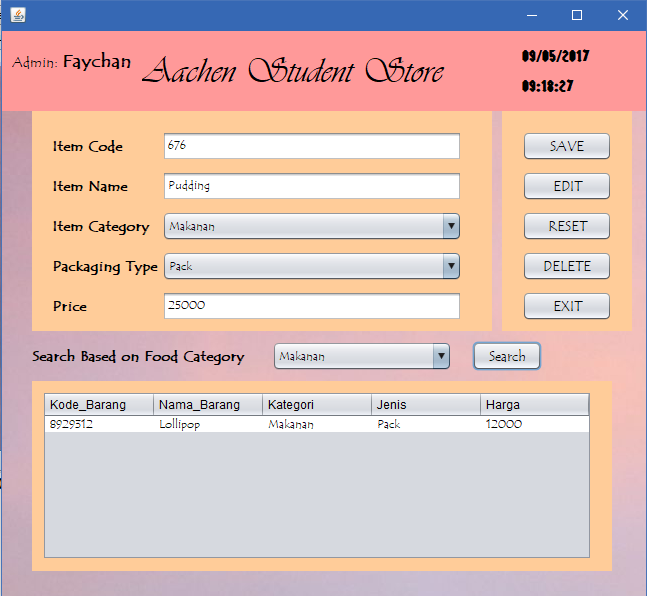 Admin: Faychan
Aachen Student Store
09/05/2017
09:18:27
Item Code 676 SAVE
Item Name Pudding EDIT
Item Category Makanan RESET
Packaging Type Pack DELETE
Price 25000 EXIT
Search Based on Food Category Makanan Search
Kode_Barang Nama_Barang Kategori Jenis Harga
8929312 Lollipop Makanan Pack 12000